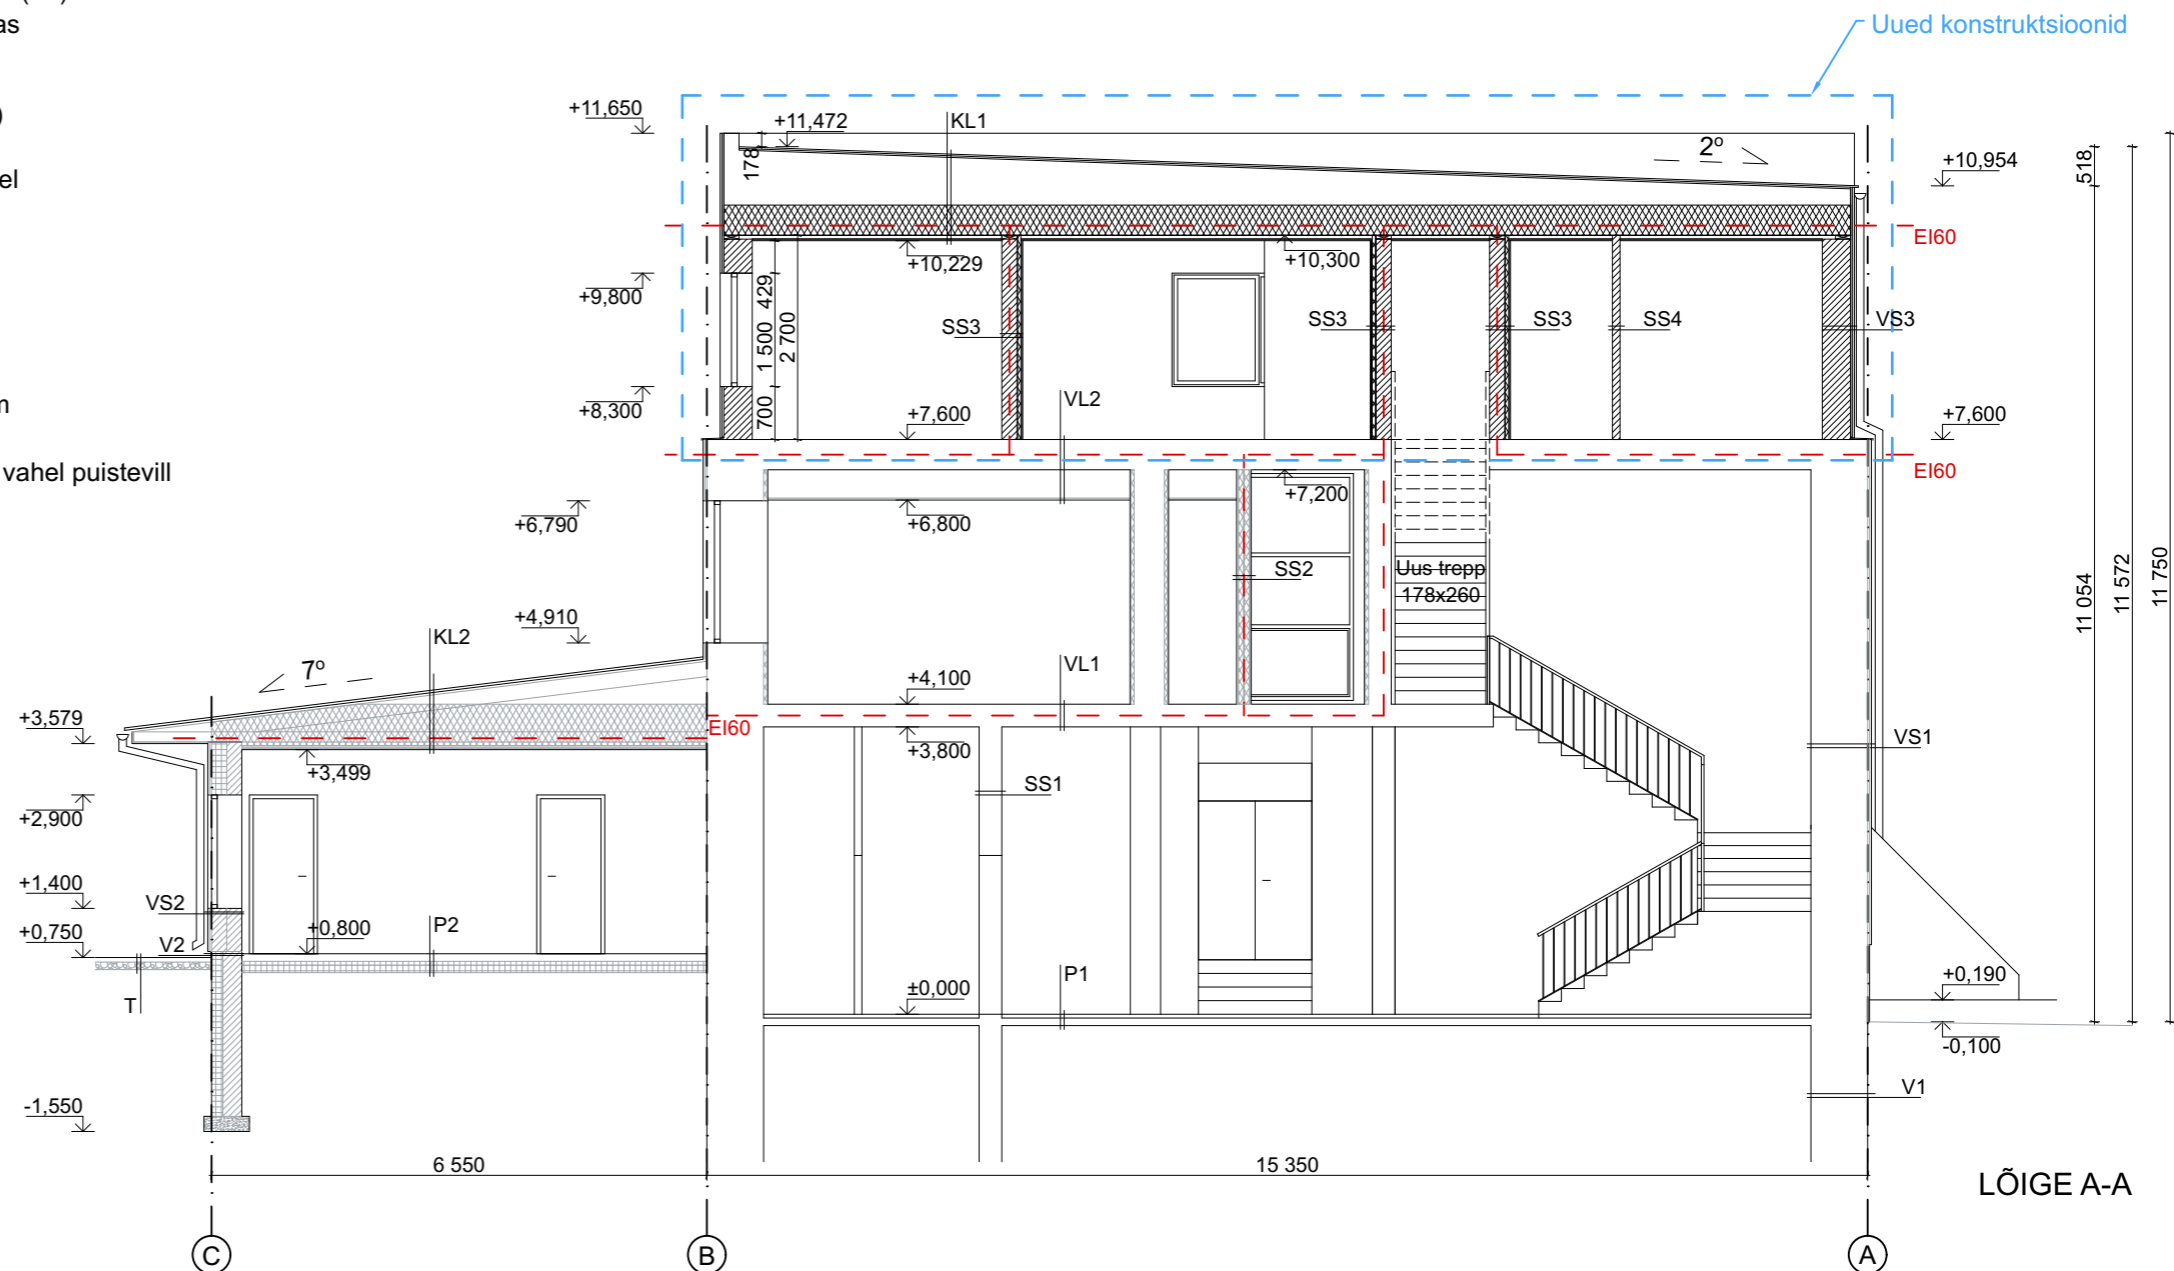 as
)
el
n
vahel puistevill
Uued konstruktsioonid
+11,650
+11,472
KL1
2º
178
+10,954
518
EI60
+10,229
+10,300
+9,800
429
1 500
2 700
700
SS3
SS3
SS3
SS4
VS3
+8,300
VL2
+7,600
+7,600
EI60
+7,200
+6,790
+6,800
SS2
Uus trepp
178x260
11 054
11 572
11 750
+4,910
KL2
VL1
7º
+4,100
+3,579
EI60
+3,800
+3,499
VS1
SS1
+2,900
+1,400
VS2
+0,750
V2
+0,800
P2
P1
T
±0,000
+0,190
-0,100
-1,550
V1
6 550
15 350
LÕIGE A-A
C
B
A